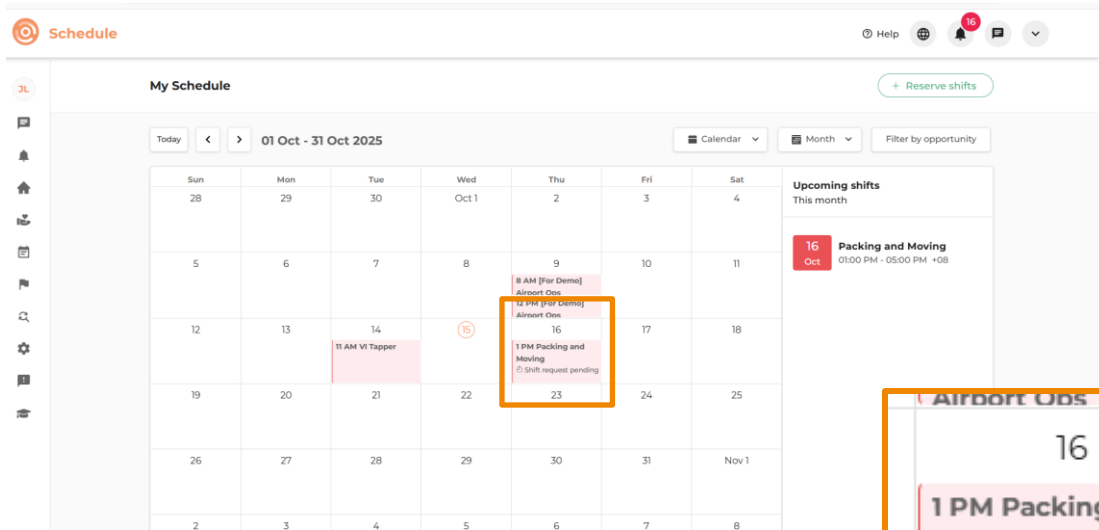 Schedule
Help
16
JL
My Schedule
+ Reserve shifts
Today
01 Oct - 31 Oct 2025
Calendar
Month
Filter by opportunity
Sun Mon Tue Wed Thu Fri Sat
28 29 30 Oct 1 2 3 4
5 6 7 8 9 10 11
8 AM [For Demo]
Airport Ops
12 PM [For Demo]
Airport Ops
12 13 14 15 16 17 18
11 AM VI Tapper
1 PM Packing and
Moving
Shift request pending
19 20 21 22 23 24 25
26 27 28 29 30 31 Nov 1
2 3 4 5 6 7 8
Upcoming shifts
This month
16
Oct
Packing and Moving
01:00 PM - 05:00 PM +08
Airport Ops
16
1 PM Packing